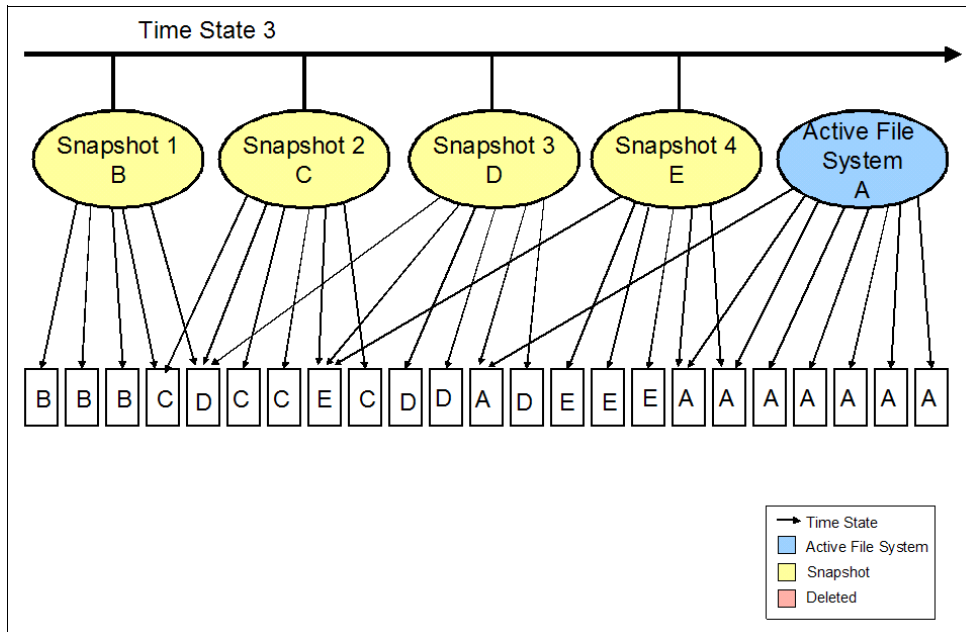 Time State 3
Snapshot 1
B
Snapshot 2
C
Snapshot 3
D
Snapshot 4
E
Active File
System
A
B B B C D C C E C D D A D E E E A A A A A A A
Time State
Active File System
Snapshot
Deleted